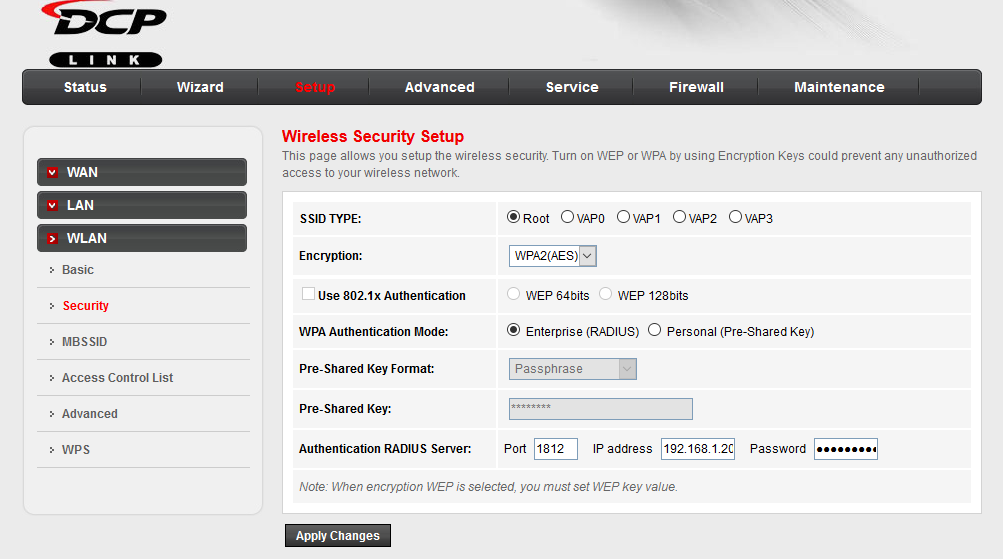 DCP
LINK
Status Wizard Setup Advanced Service Firewall Maintenance
WAN
LAN
WLAN
Basic
Security
MBSSID
Access Control List
Advanced
WPS
Wireless Security Setup
This page allows you setup the wireless security. Turn on WEP or WPA by using Encryption Keys could prevent any unauthorized
access to your wireless network.
SSID TYPE: Root VAP0 VAP1 VAP2 VAP3
Encryption: WPA2(AES)
Use 802.1x Authentication WEP 64bits WEP 128bits
WPA Authentication Mode: Enterprise (RADIUS) Personal (Pre-Shared Key)
Pre-Shared Key Format: Passphrase
Pre-Shared Key: ********
Authentication RADIUS Server: Port 1812 IP address 192.168.1.20 Password ●●●●●●●●●
Note: When encryption WEP is selected, you must set WEP key value.
Apply Changes